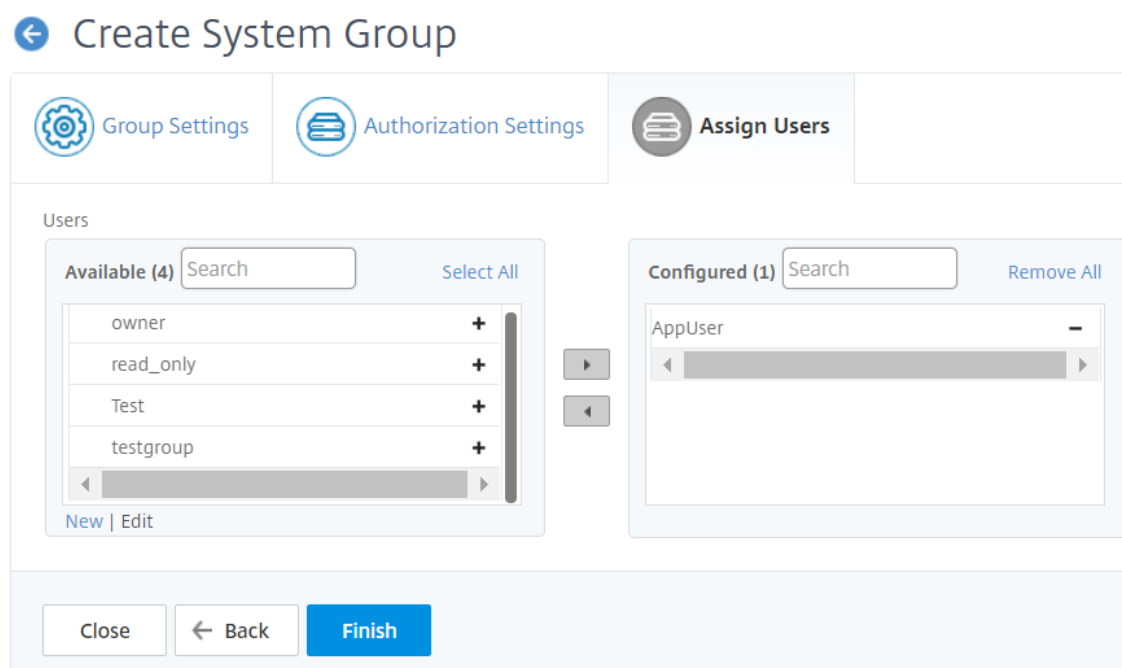 Create System Group
Group Settings
Authorization Settings
Assign Users
Users
Available (4) Search Select All
owner
read_only
Test
testgroup
New | Edit
Configured (1) Search Remove All
AppUser
Close
Back
Finish